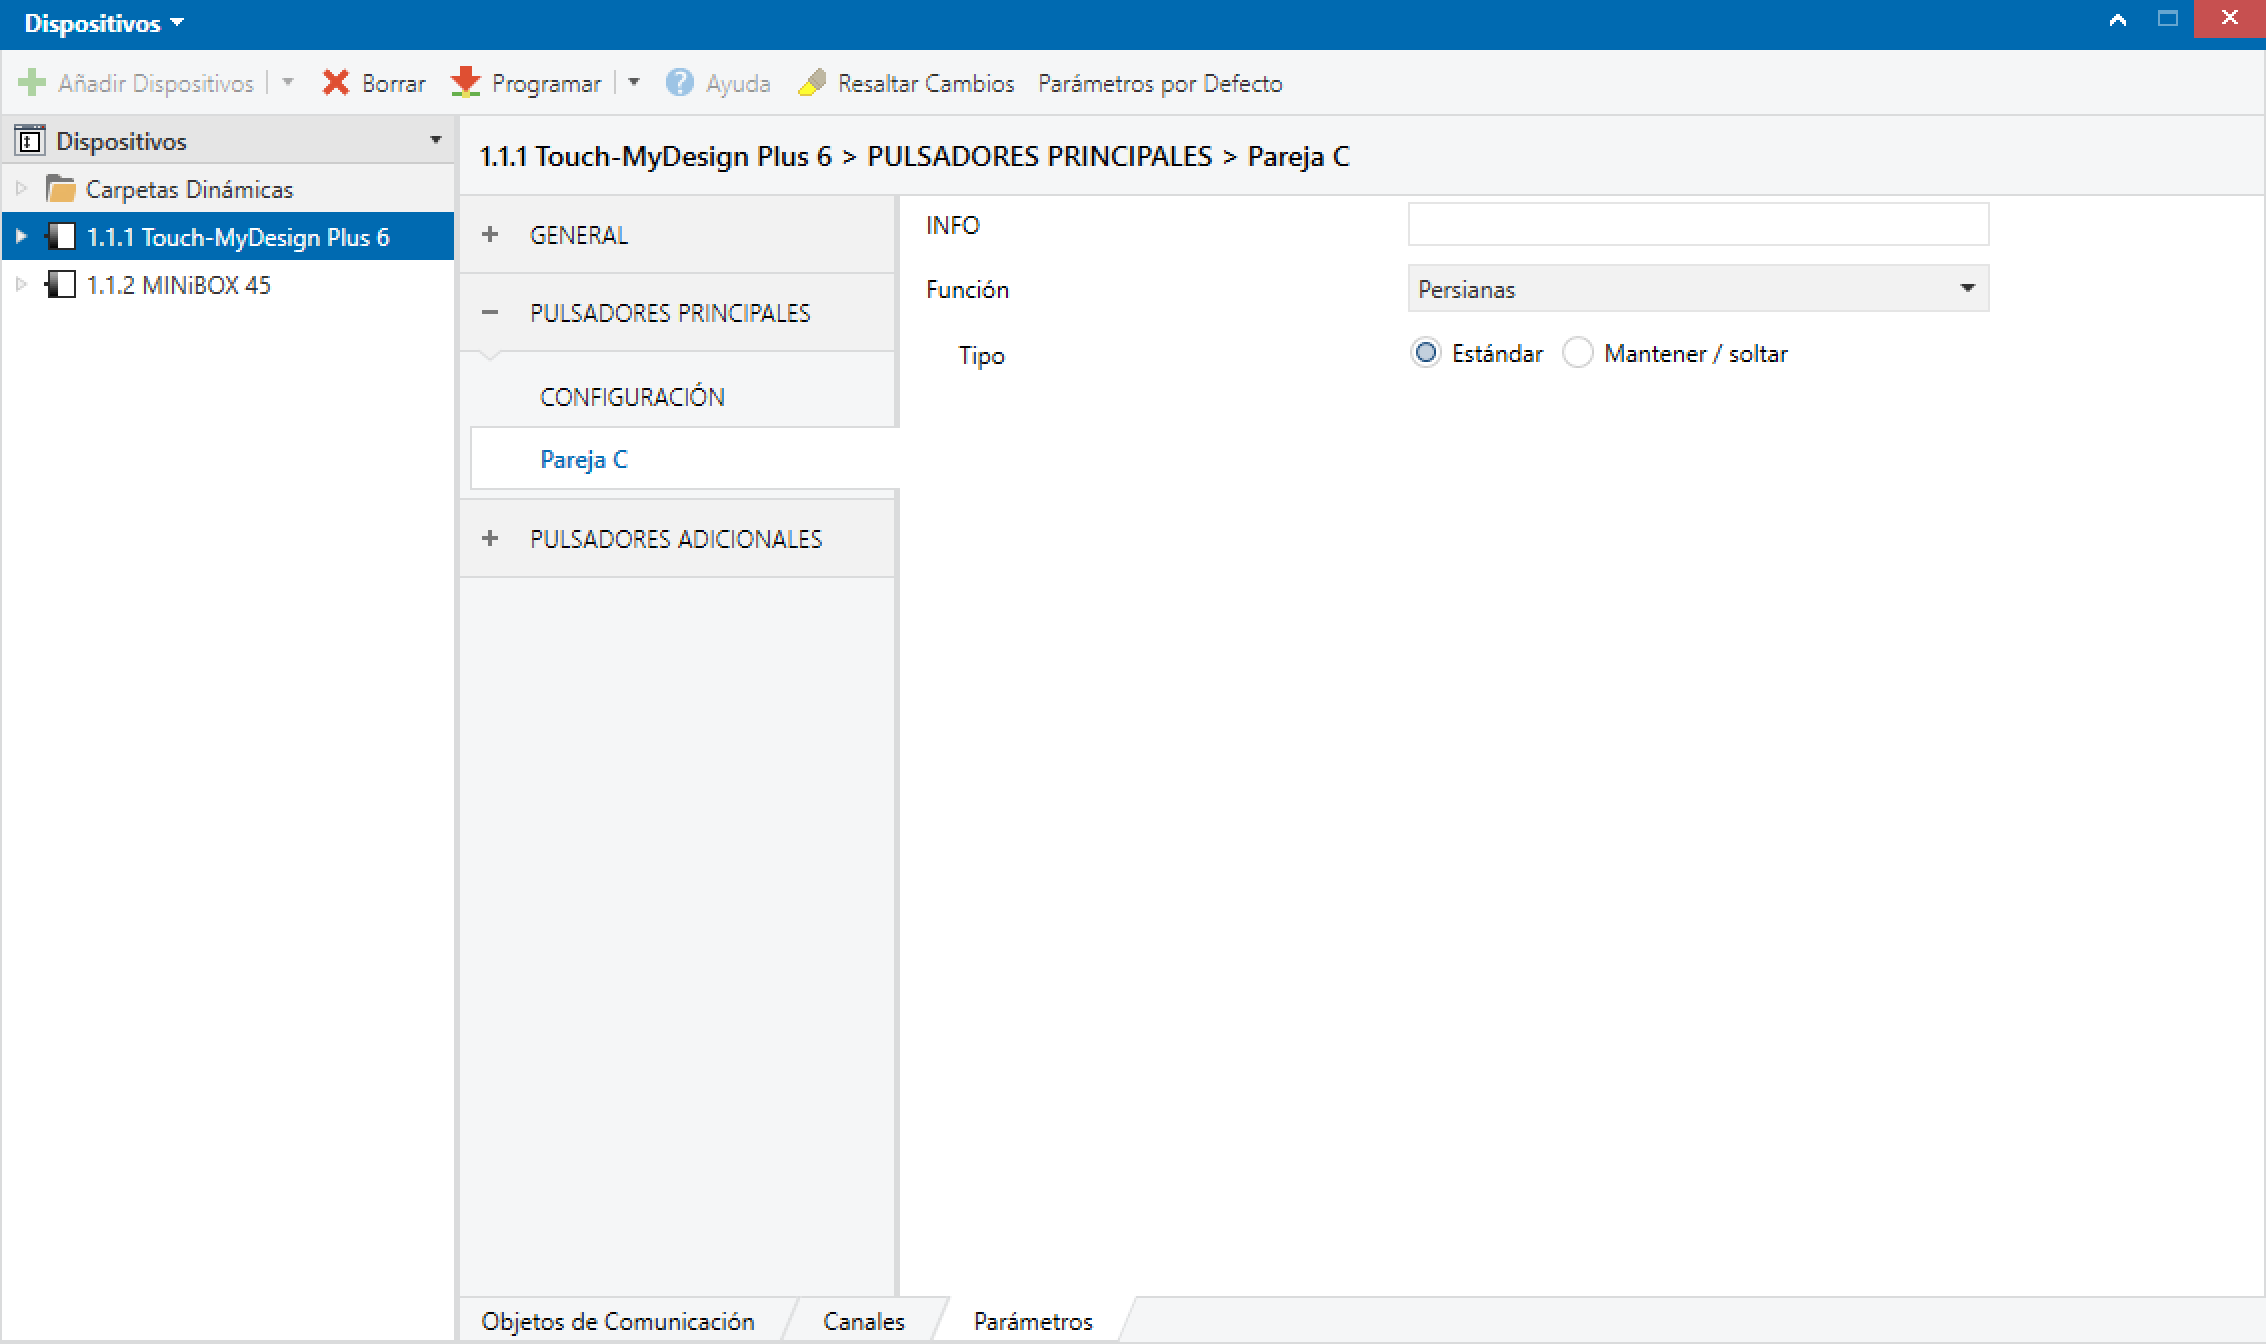 Dispositivos
Añadir Dispositivos
Borrar
Programar
Ayuda
Resaltar Cambios
Parámetros por Defecto
Dispositivos
Carpetas Dinámicas
1.1.1 Touch-MyDesign Plus 6
1.1.2 MINiBOX 45
1.1.1 Touch-MyDesign Plus 6 > PULSADORES PRINCIPALES > Pareja C
GENERAL
PULSADORES PRINCIPALES
CONFIGURACIÓN
Pareja C
PULSADORES ADICIONALES
INFO
Función
Persianas
Tipo
Estándar
Mantener / soltar
Objetos de Comunicación
Canales
Parámetros